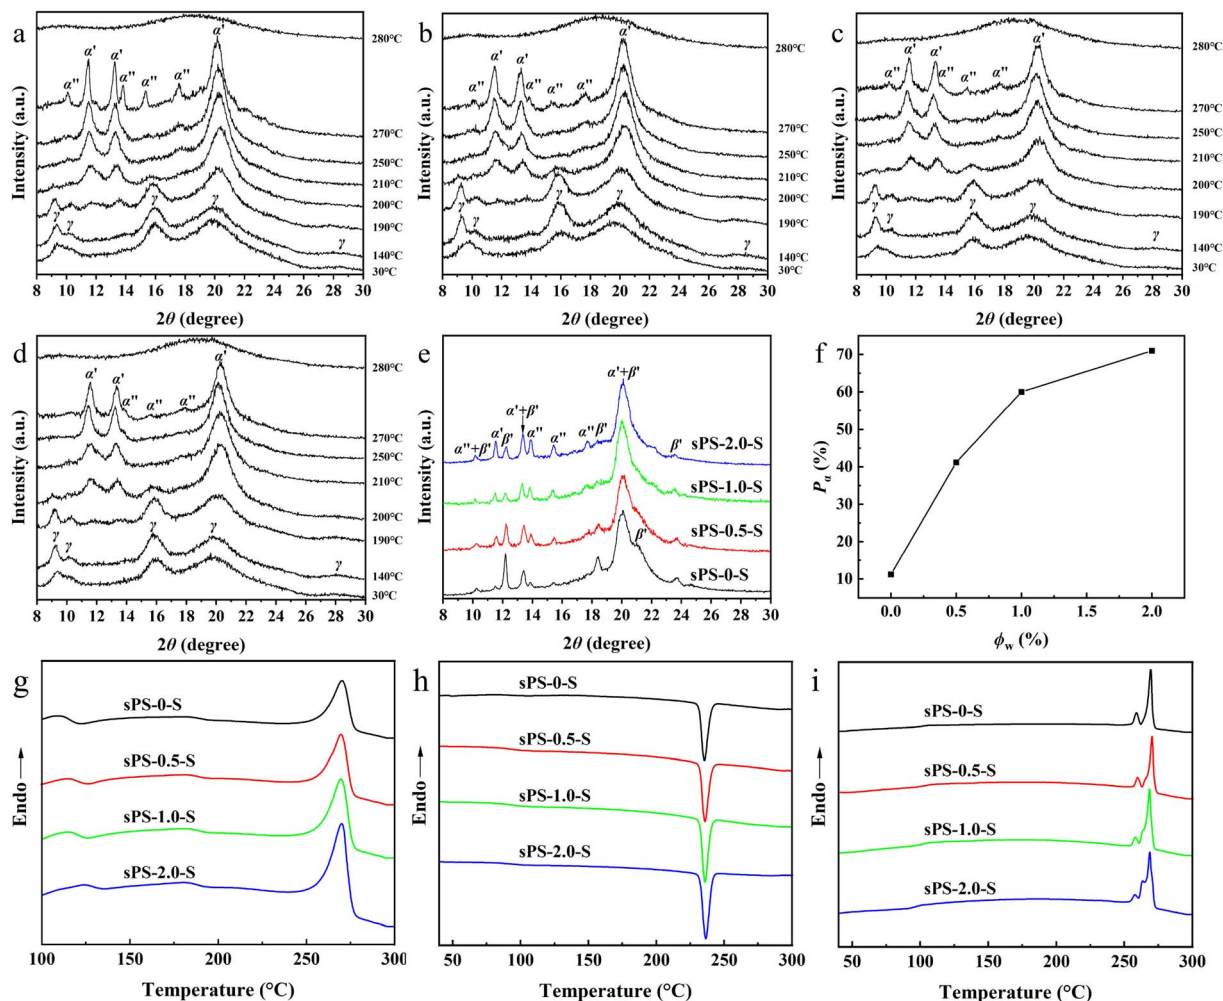 a
Intensity (a.u.)
α'
α''
α'
α''
α''
α''
α'
γ
γ
γ
γ
γ
280°C
270°C
250°C
210°C
200°C
190°C
140°C
30°C
8 10 12 14 16 18 20 22 24 26 28 30
2θ (degree)
b
Intensity (a.u.)
α''
α'
α'
α''
α''
α''
α'
γ
γ
γ
γ
γ
280°C
270°C
250°C
210°C
200°C
190°C
140°C
30°C
8 10 12 14 16 18 20 22 24 26 28 30
2θ (degree)
c
Intensity (a.u.)
α''
α'
α'
α''
α''
α''
α'
γ
γ
γ
γ
γ
280°C
270°C
250°C
210°C
200°C
190°C
140°C
30°C
8 10 12 14 16 18 20 22 24 26 28 30
2θ (degree)
d
Intensity (a.u.)
α'
α'
α''
α''
α''
α'
γ
γ
γ
γ
γ
280°C
270°C
250°C
210°C
200°C
190°C
140°C
30°C
8 10 12 14 16 18 20 22 24 26 28 30
2θ (degree)
e
Intensity (a.u.)
α''+β'
α'
β'
α'+β'
α''
α''
α''
β'
α'+β'
β'
β'
sPS-2.0-S
sPS-1.0-S
sPS-0.5-S
sPS-0-S
8 10 12 14 16 18 20 22 24 26 28 30
2θ (degree)
f
Pα (%)
70
60
50
40
30
20
10
0.0 0.5 1.0 2.0
ϕw (%)
g
Endo →
sPS-0-S
sPS-0.5-S
sPS-1.0-S
sPS-2.0-S
100 150 200 250 300
Temperature (°C)
h
Endo →
sPS-0-S
sPS-0.5-S
sPS-1.0-S
sPS-2.0-S
50 100 150 200 250 300
Temperature (°C)
i
Endo →
sPS-0-S
sPS-0.5-S
sPS-1.0-S
sPS-2.0-S
50 100 150 200 250 300
Temperature (°C)